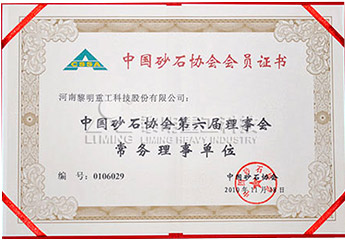 CSSA
中国砂石协会会员证书
河南黎明重工科技股份有限公司：
中国砂石协会第六届理事会
LIMING HEAVY INDUSTRY
常务理事单位
编 号：0106029
中国砂石协会